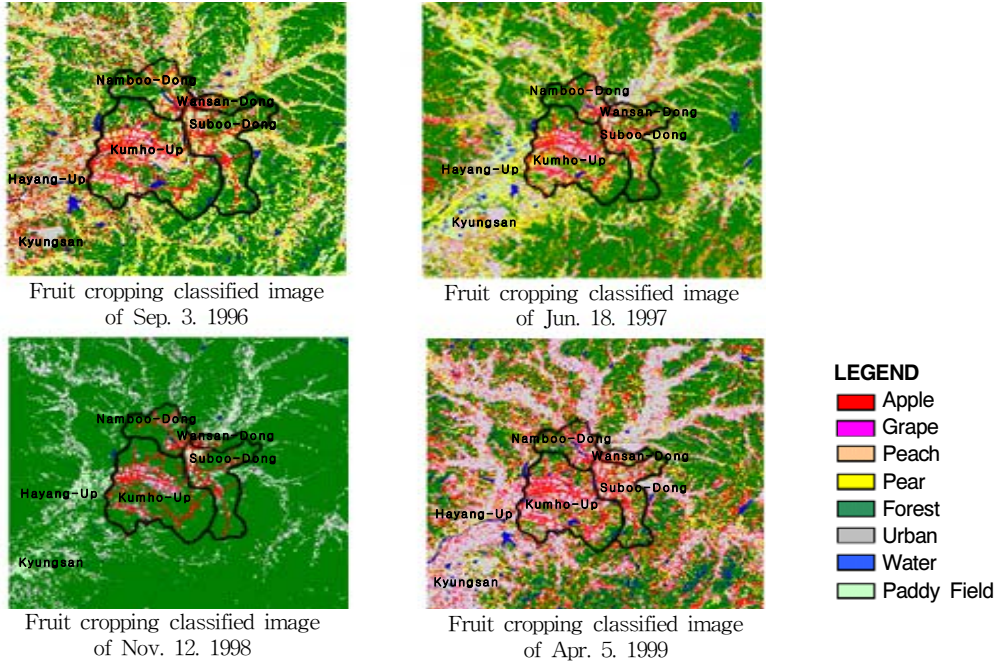 Namboo-Dong
Wansan-Dong
Suboo-Dong
Kumho-Up
Hayang-Up
Kyungsan
Fruit cropping classified image
of Sep. 3. 1996
Namboo-Dong
Wansan-Dong
Suboo-Dong
Kumho-Up
Hayang-Up
Kyungsan
Fruit cropping classified image
of Jun. 18. 1997
Namboo-Dong
Wansan-Dong
Suboo-Dong
Hayang-Up
Kumho-Up
Kyungsan
Fruit cropping classified image
of Nov. 12. 1998
Namboo-Dong
Wansan-Dong
Suboo-Dong
Kumho-Up
Hayang-Up
Kyungsan
Fruit cropping classified image
of Apr. 5. 1999
LEGEND
Apple
Grape
Peach
Pear
Forest
Urban
Water
Paddy Field